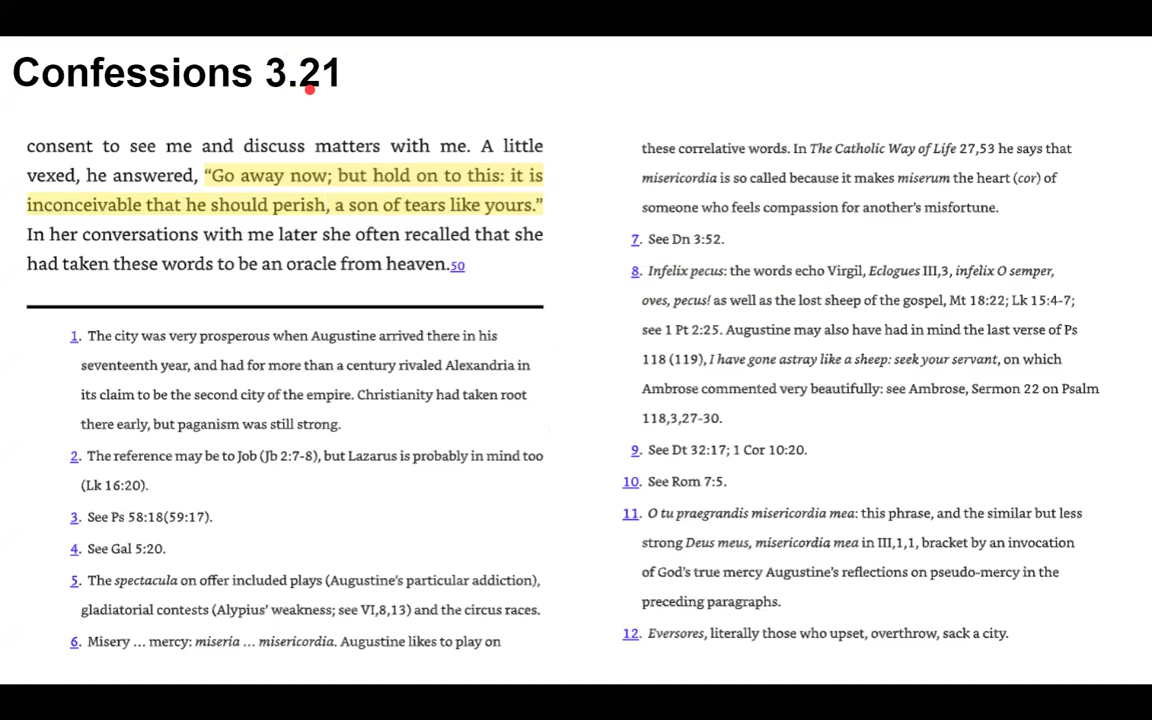 Confessions 3.21
consent to see me and discuss matters with me. A little
vexed, he answered, “Go away now; but hold on to this: it is
inconceivable that he should perish, a son of tears like yours.”
In her conversations with me later she often recalled that she
had taken these words to be an oracle from heaven.50
1. The city was very prosperous when Augustine arrived there in his
seventeenth year, and had for more than a century rivaled Alexandria in
its claim to be the second city of the empire. Christianity had taken root
there early, but paganism was still strong.
2. The reference may be to Job (Jb 2:7-8), but Lazarus is probably in mind too
(Lk 16:20).
3. See Ps 58:18(59:17).
4. See Gal 5:20.
5. The spectacula on offer included plays (Augustine’s particular addiction),
gladiatorial contests (Alypius’ weakness; see VI,8,13) and the circus races.
6. Misery ... mercy: miseria ... misericordia. Augustine likes to play on
these correlative words. In The Catholic Way of Life 27,53 he says that
misericordia is so called because it makes miserum the heart (cor) of
someone who feels compassion for another’s misfortune.
7. See Dn 3:52.
8. Infelix pecus: the words echo Virgil, Eclogues III,3, infelix O semper,
oves, pecus! as well as the lost sheep of the gospel, Mt 18:22; Lk 15:4-7;
see 1 Pt 2:25. Augustine may also have had in mind the last verse of Ps
118 (119), I have gone astray like a sheep: seek your servant, on which
Ambrose commented very beautifully: see Ambrose, Sermon 22 on Psalm
118,3,27-30.
9. See Dt 32:17; 1 Cor 10:20.
10. See Rom 7:5.
11. O tu praegrandis misericordia mea: this phrase, and the similar but less
strong Deus meus, misericordia mea in III,1,1, bracket by an invocation
of God’s true mercy Augustine’s reflections on pseudo-mercy in the
preceding paragraphs.
12. Eversores, literally those who upset, overthrow, sack a city.